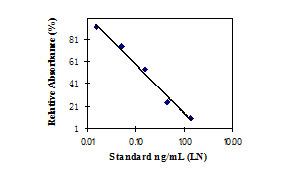 Relative Absorbance (%)
81
61
41
21
1
0.01 0.10 1.00 10.00
Standard ng/mL (LN)